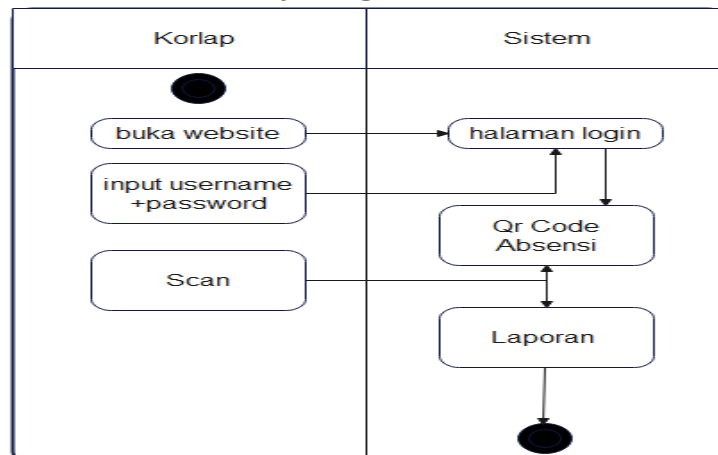 Korlap
Sistem
buka website
halaman login
input username
+password
Qr Code
Absensi
Scan
Laporan